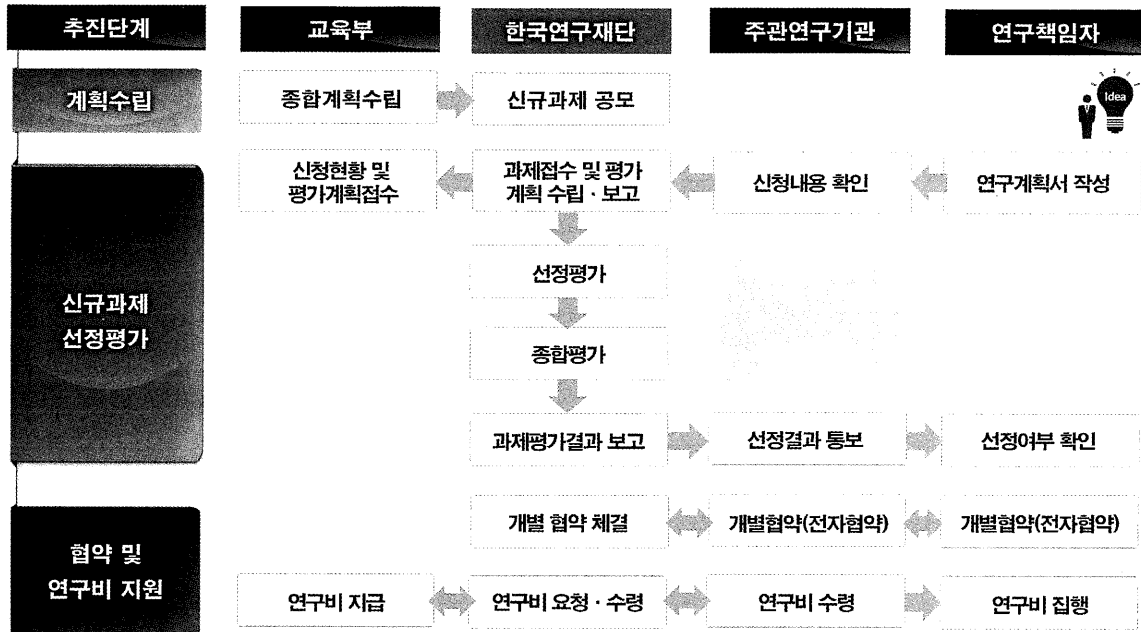 추진단계
교육부
한국연구재단
주관연구기관
연구책임자
계획수립
종합계획수립
신규과제 공모
Idea
신청현황 및
평가계획접수
과제접수 및 평가
계획 수립 · 보고
신청내용 확인
연구계획서 작성
신규과제
선정평가
선정평가
종합평가
과제평가결과 보고
선정결과 통보
선정여부 확인
협약 및
연구비 지원
개별 협약 체결
개별협약(전자협약)
개별협약(전자협약)
연구비 지급
연구비 요청 · 수령
연구비 수령
연구비 집행